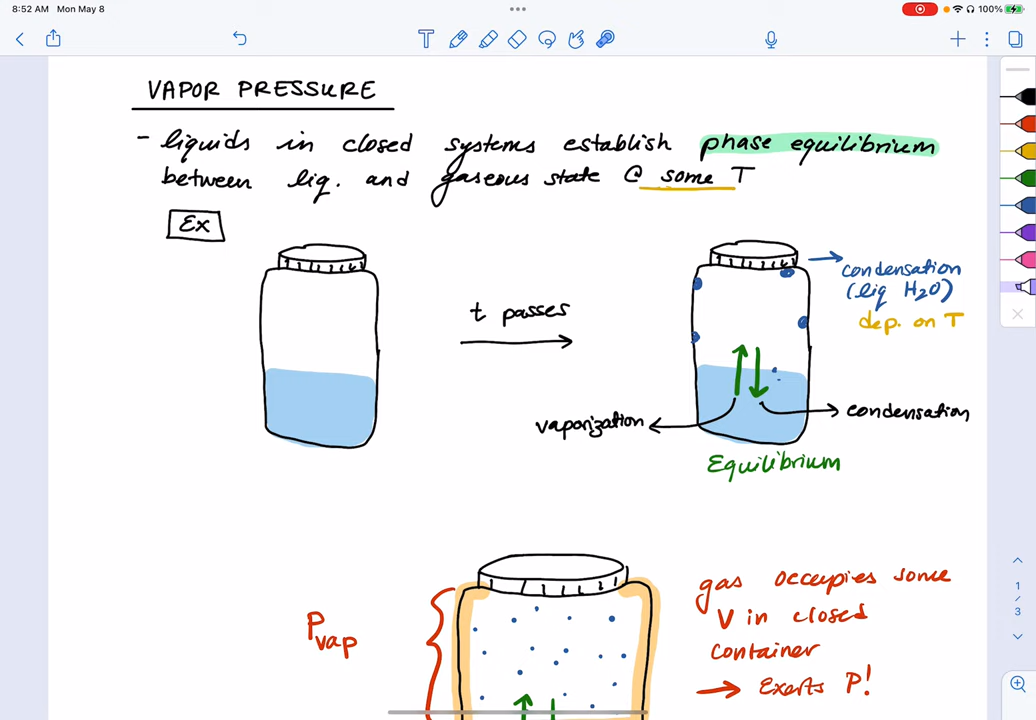 8:52 AM Mon May 8
100%
VAPOR PRESSURE
- liquids in closed systems establish phase equilibrium
between liq. and gaseous state @ some T
Ex
t passes
condensation
(liq H₂O)
dep. on T
vaporization
condensation
Equilibrium
Pvap
gas occupies some
V in closed
container
→ Exerts P!
1
/
3